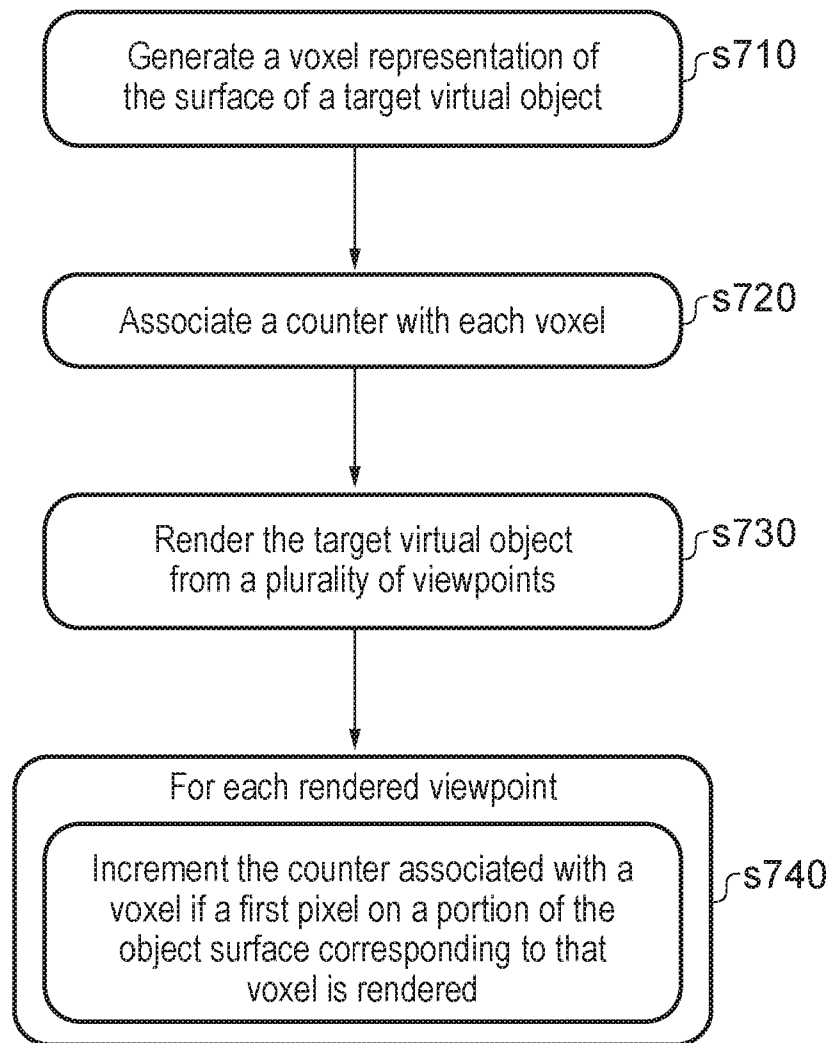 Generate a voxel representation of
the surface of a target virtual object
s710
Associate a counter with each voxel
s720
Render the target virtual object
from a plurality of viewpoints
s730
For each rendered viewpoint
Increment the counter associated with a
voxel if a first pixel on a portion of the
object surface corresponding to that
voxel is rendered
s740